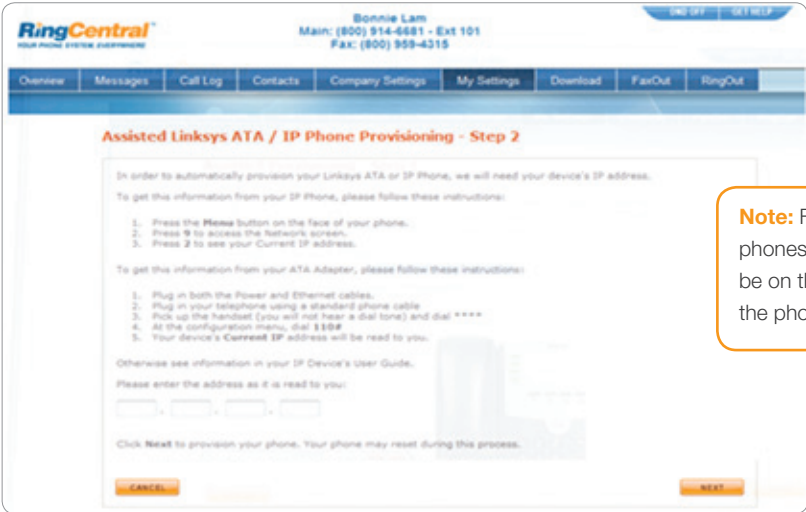 RingCentral
YOUR PHONE SYSTEM. EVERYWHERE
Bonnie Lam
Main: (800) 914-6681 - Ext 101
Fax: (800) 959-4315
DND OFF
GET HELP
Overview
Messages
Call Log
Contacts
Company Settings
My Settings
Download
FaxOut
RingOut
Assisted Linksys ATA / IP Phone Provisioning - Step 2
In order to automatically provision your Linksys ATA or IP Phone, we will need your device's IP address.
To get this information from your IP Phone, please follow these instructions:
1. Press the Menu button on the face of your phone.
2. Press 9 to access the Network screen.
3. Press 2 to see your Current IP address.
To get this information from your ATA Adapter, please follow these instructions:
1. Plug in both the Power and Ethernet cables.
2. Plug in your telephone using a standard phone cable
3. Pick up the handset (you will not hear a dial tone) and dial ****
4. At the configuration menu, dial 110#
5. Your device's Current IP address will be read to you.
Otherwise see information in your IP Device's User Guide.
Please enter the address as it is read to you:
. . .
Click Next to provision your phone. Your phone may reset during this process.
CANCEL
NEXT
Note:
phones
be on
the pho